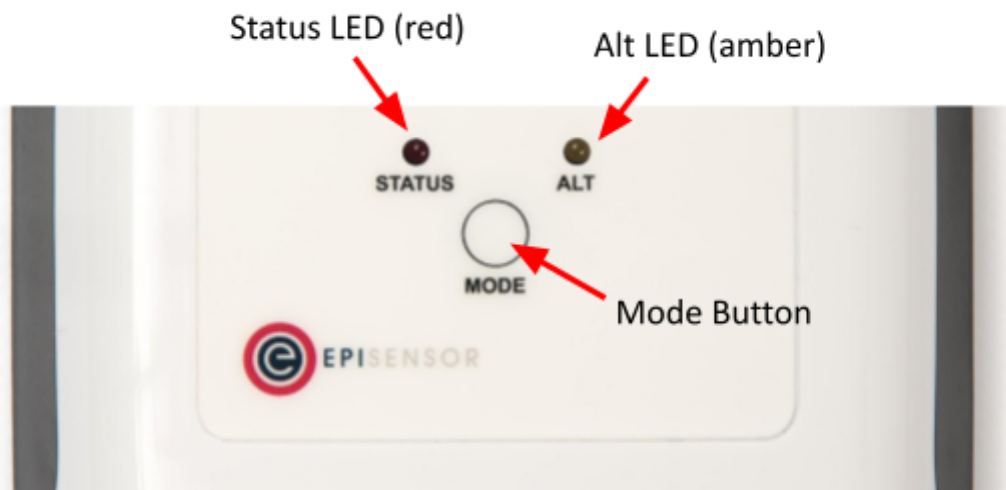 Status LED (red)
Alt LED (amber)
STATUS
ALT
MODE
Mode Button
e EPISENSOR